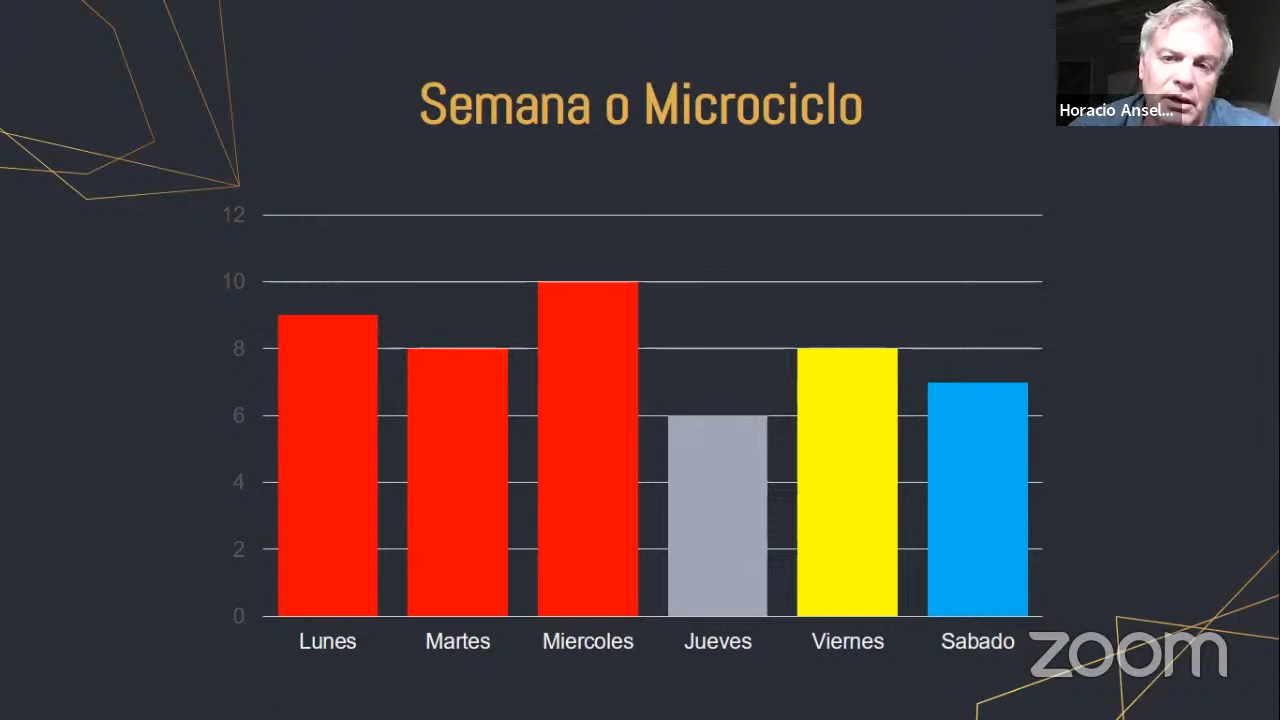 Semana o Microciclo
Horacio Ansel...
12
10
8
6
4
2
0
Lunes Martes Miercoles Jueves Viernes Sabado
zoom